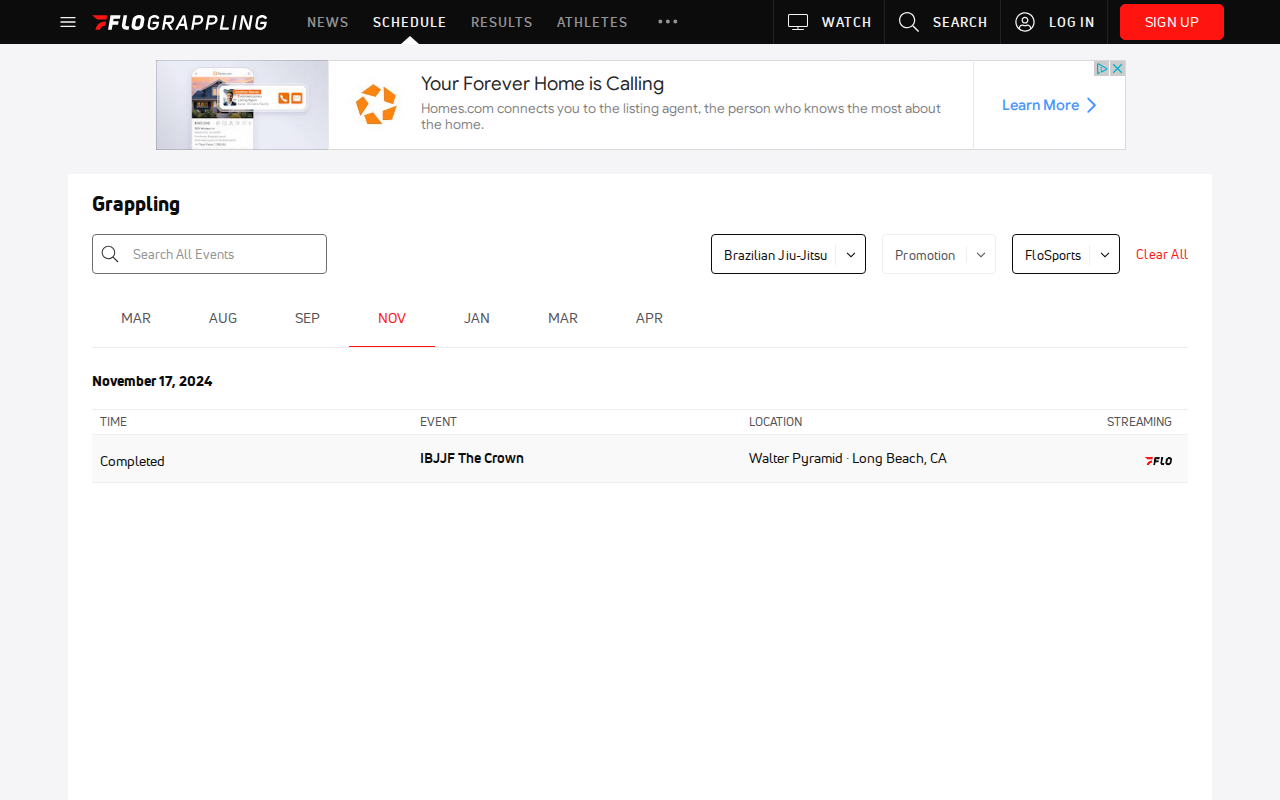 FLOGRAPPLING NEWS SCHEDULE RESULTS ATHLETES WATCH SEARCH LOG IN SIGN UP
Your Forever Home is Calling
Homes.com connects you to the listing agent, the person who knows the most about
the home.
Learn More
Grappling
Search All Events
Brazilian Jiu-Jitsu
Promotion
FloSports
Clear All
MAR AUG SEP NOV JAN MAR APR
November 17, 2024
TIME EVENT LOCATION STREAMING
Completed IBJJF The Crown Walter Pyramid · Long Beach, CA FLO